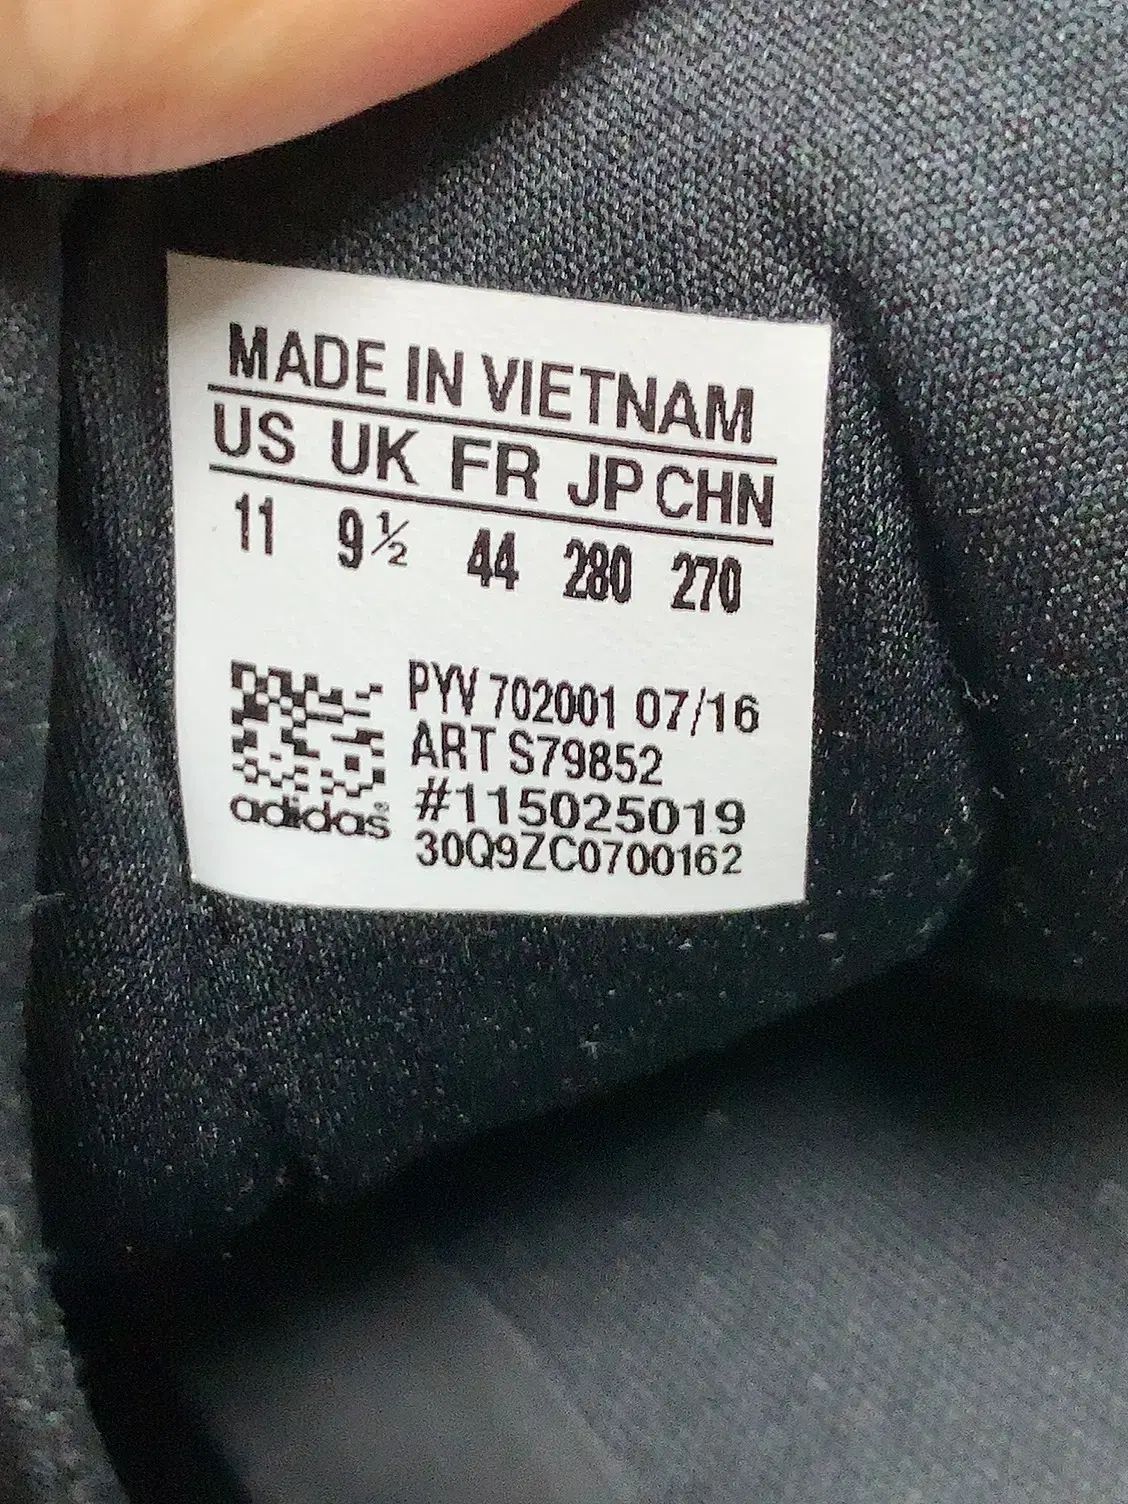 MADE IN VIETNAM
US UK FR JP CHN
11 9½ 44 280 270
PYV 702001 07/16
ART S79852
#115025019
30Q9ZC0700162
adidas®